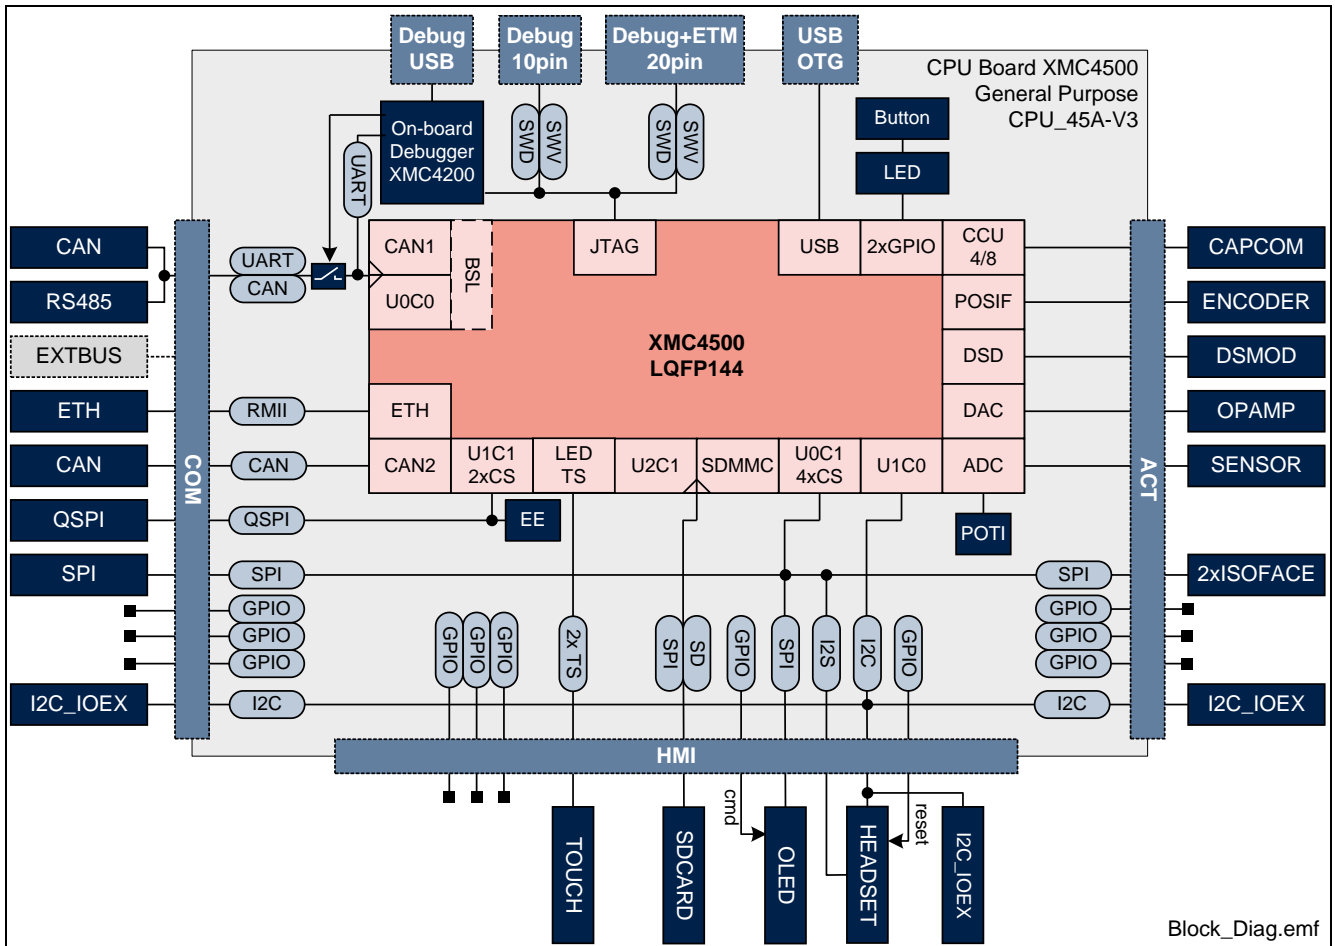 Debug
USB
Debug
10pin
Debug+ETM
20pin
USB
OTG
CPU Board XMC4500
General Purpose
CPU_45A-V3
On-board
Debugger
XMC4200
UART
SWD
SWV
SWD
SWV
Button
LED
CAN
RS485
EXTBUS
ETH
CAN
QSPI
SPI
I2C_IOEX
COM
UART
CAN
RMII
CAN
QSPI
SPI
GPIO
GPIO
GPIO
I2C
CAN1
BSL
U0C0
JTAG
USB
2xGPIO
CCU
4/8
POSIF
DSD
DAC
XMC4500
LQFP144
ETH
CAN2
U1C1
2xCS
LED
TS
U2C1
SDMMC
U0C1
4xCS
U1C0
ADC
EE
POTI
ACT
CAPCOM
ENCODER
DSMOD
OPAMP
SENSOR
2xISOFACE
I2C_IOEX
SPI
GPIO
GPIO
GPIO
I2C
GPIO
GPIO
GPIO
2x TS
SPI
SD
GPIO
SPI
I2S
I2C
GPIO
HMI
cmd
reset
TOUCH
SDCARD
OLED
HEADSET
I2C_IOEX
Block_Diag.emf